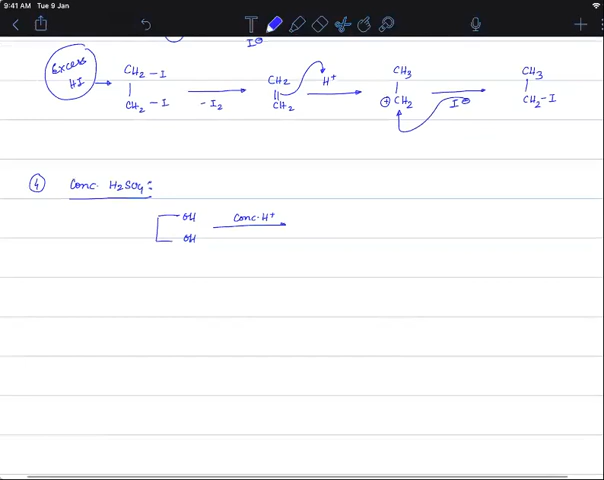 9:41 AM Tue 9 Jan
I⊖
Excess HI
CH2-I
CH2-I
-I2
CH2
CH2
H+
CH3
⊕CH2
I⊖
CH3
CH2-I
④ Conc. H2SO4:
OH
OH
Conc. H+